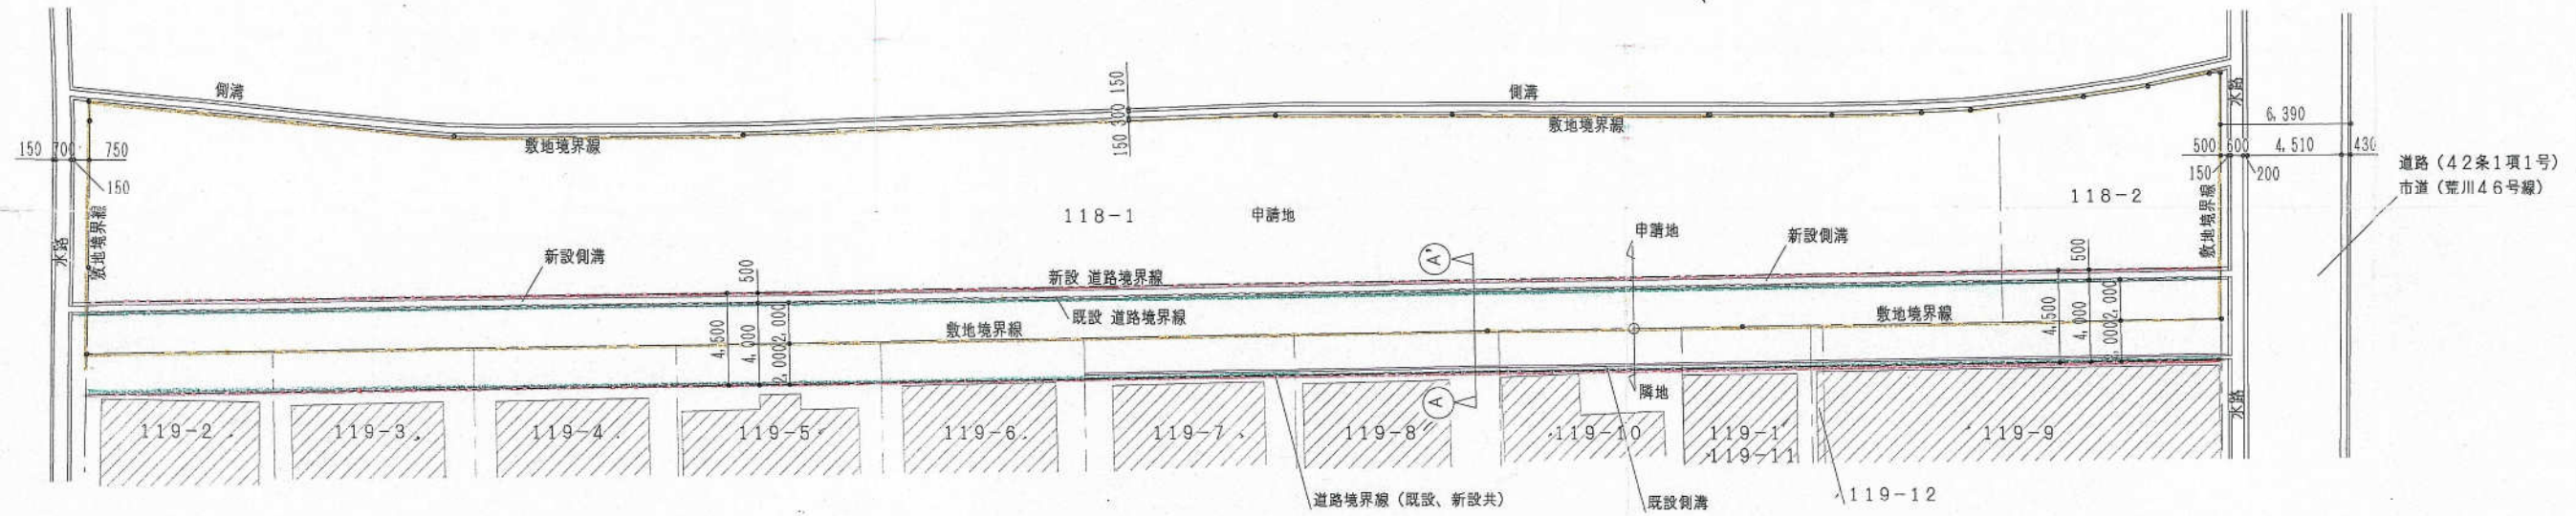 側溝
側溝
敷地境界線
敷地境界線
150 300 150
150 700 750
150
水路
敷地境界線
水路
6,390
500 600 4,510 430
150 200
敷地境界線
道路(42条1項1号)
市道(荒川46号線)
118-1
申請地
118-2
申請地
新設側溝
新設側溝
新設 道路境界線
既設 道路境界線
敷地境界線
敷地境界線
500
4,500
4,000
2,000 2,000
500
4,500
4,000
2,000 2,000
A'
A
隣地
水路
119-2
119-3
119-4
119-5
119-6
119-7
119-8
119-10
119-1
119-11
119-9
119-12
道路境界線(既設、新設共)
既設側溝